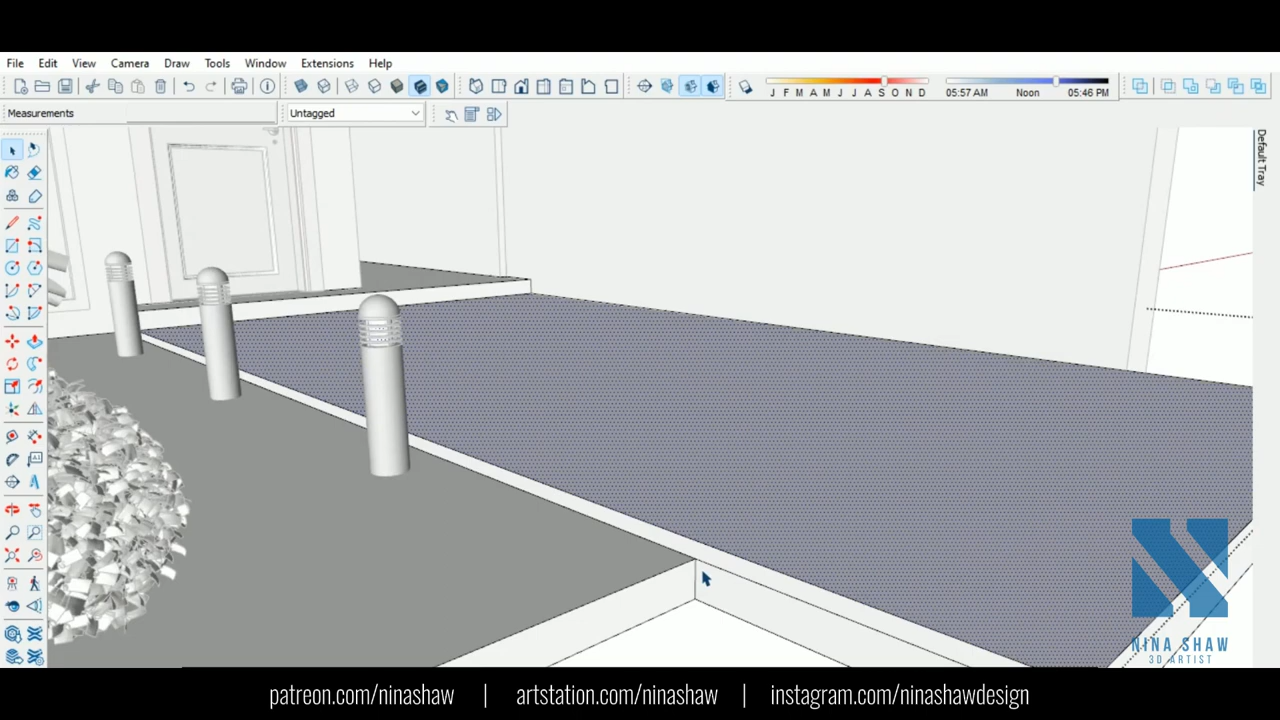 File Edit View Camera Draw Tools Window Extensions Help
J F M A M J J A S O N D 05:57 AM Noon 05:46 PM
Measurements Untagged
Default Tray
NINA SHAW
3D ARTIST
patreon.com/ninashaw | artstation.com/ninashaw | instagram.com/ninashawdesign